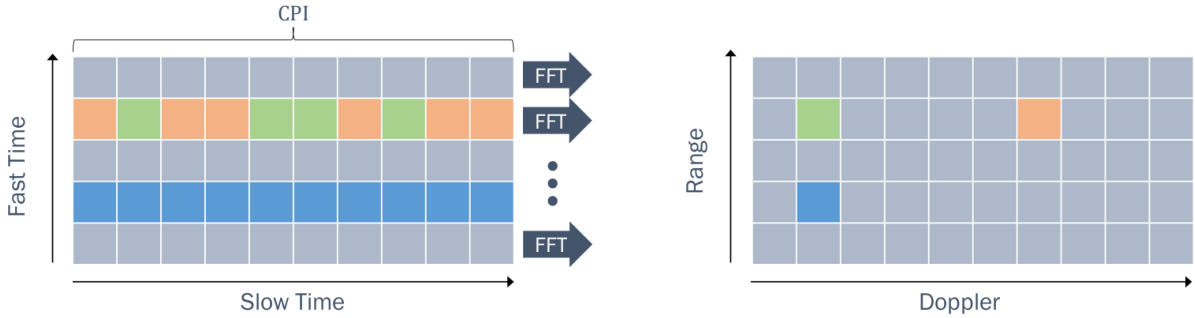 CPI
Fast Time
FFT
FFT
FFT
Slow Time
Range
Doppler